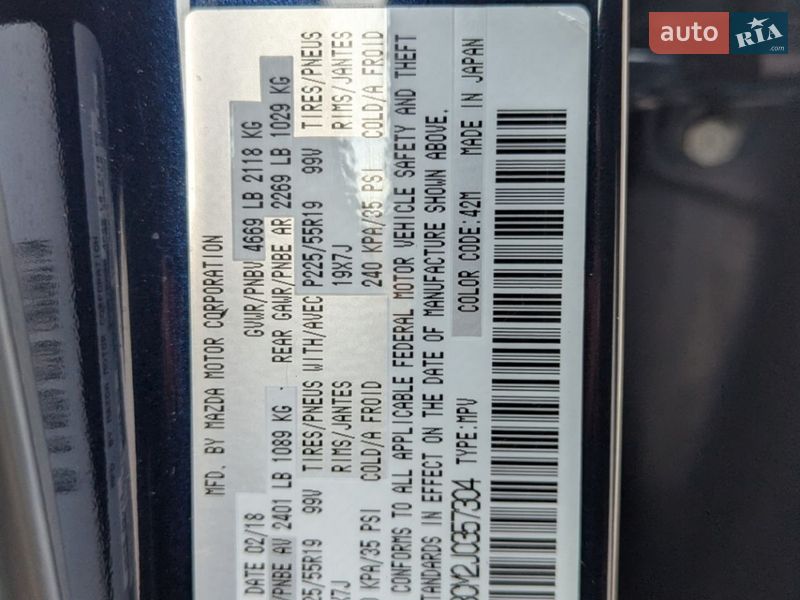 MFD. BY MAZDA MOTOR CORPORATION
DATE 02/18 GVWR/PNBV 4669 LB 2118 KG
/PNBE AV 2401 LB 1089 KG - REAR GAWR/PNBE AR 2269 LB 1029 KG
25/55R19 99V TIRES/PNEUS WITH/AVEC P225/55R19 99V TIRES/PNEUS
X7J RIMS/JANTES 19X7J RIMS/JANTES
KPA/35 PSI COLD/A FROID 240 KPA/35 PSI COLD/A FROID
CONFORMS TO ALL APPLICABLE FEDERAL MOTOR VEHICLE SAFETY AND THEFT
STANDARDS IN EFFECT ON THE DATE OF MANUFACTURE SHOWN ABOVE.
CM2J0357304 TYPE:MPV COLOR CODE:42M MADE IN JAPAN
auto RIA .com